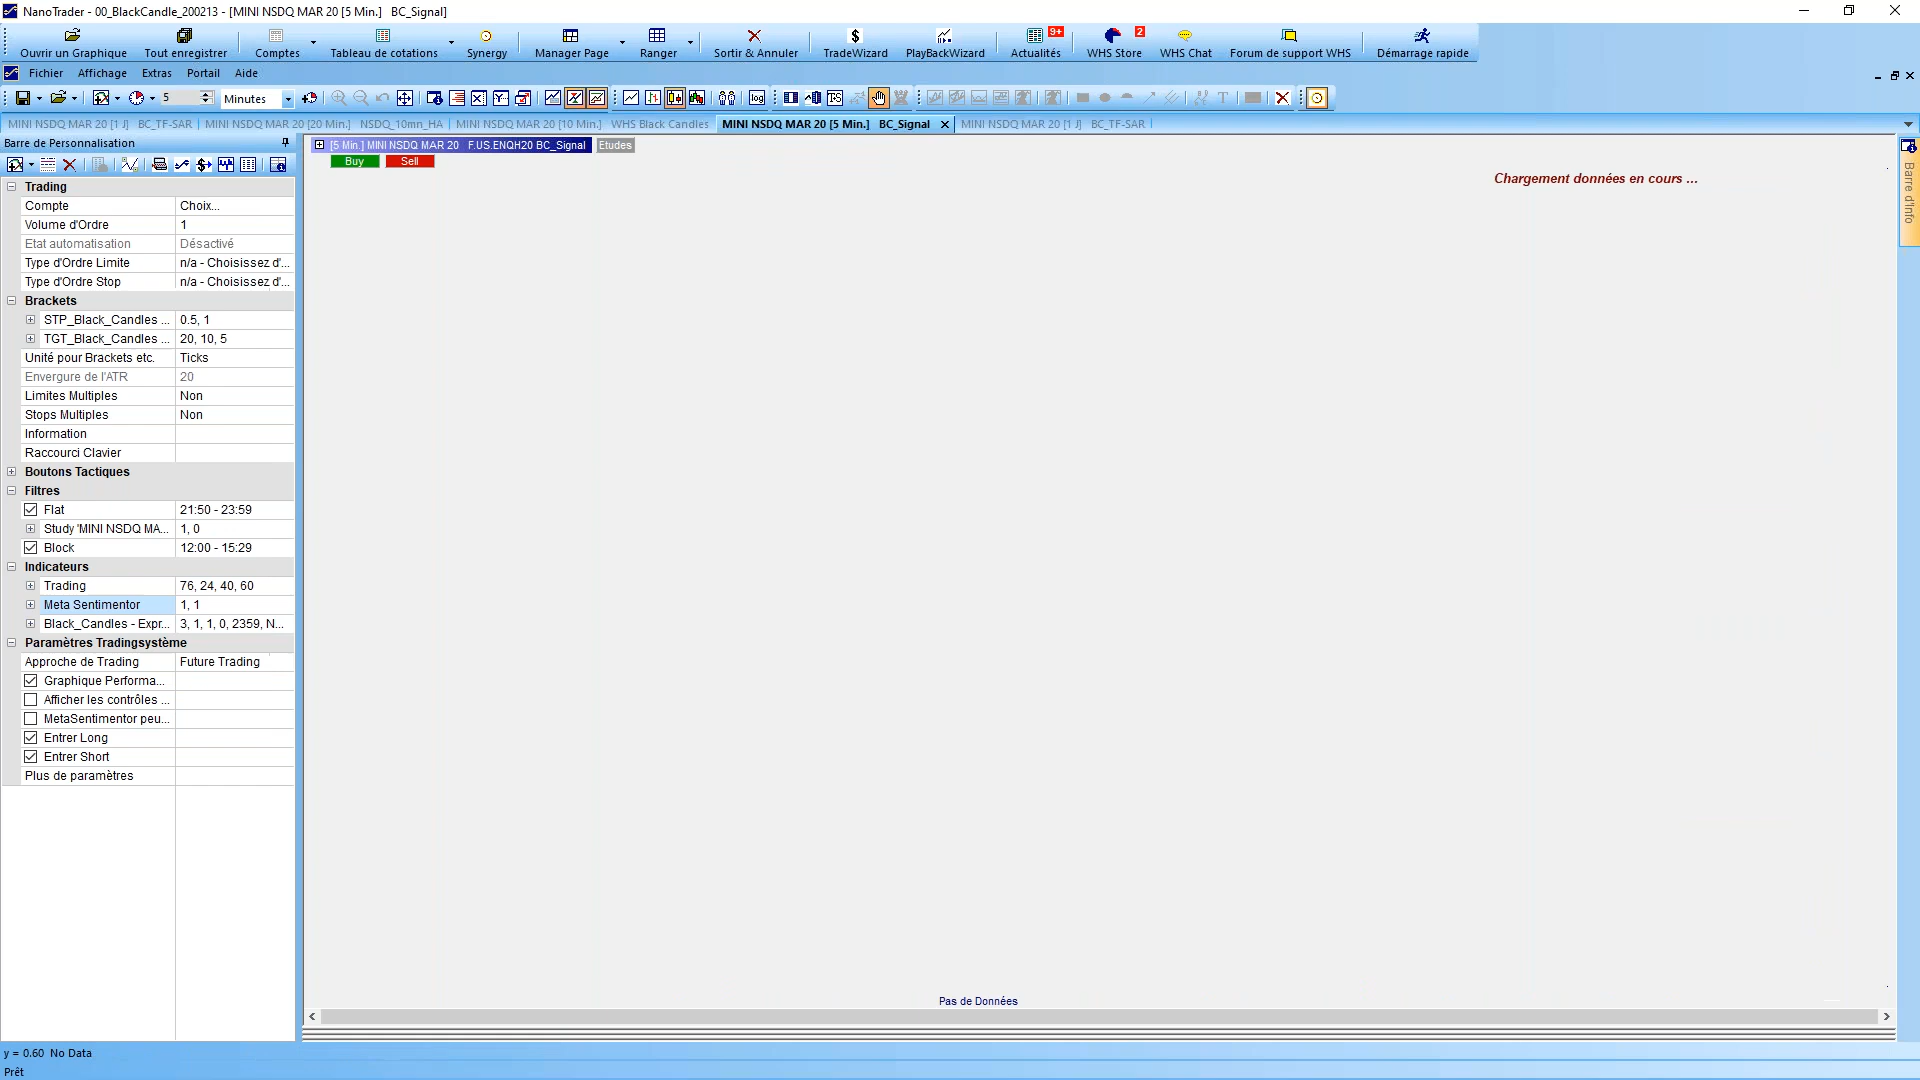 NanoTrader - 00_BlackCandle_200213 - [MINI NSDQ MAR 20 [5 Min.]   BC_Signal]
Ouvrir un Graphique
Tout enregistrer
Comptes
Tableau de cotations
Synergy
Manager Page
Ranger
Sortir & Annuler
TradeWizard
PlayBackWizard
9+
Actualités
2
WHS Store
WHS Chat
Forum de support WHS
Démarrage rapide
Fichier  Affichage  Extras  Portail  Aide
5  Minutes
log
MINI NSDQ MAR 20 [1 J]  BC_TF-SAR
MINI NSDQ MAR 20 [20 Min.]  NSDQ_10mn_HA
MINI NSDQ MAR 20 [10 Min.]  WHS Black Candles
MINI NSDQ MAR 20 [5 Min.]  BC_Signal
MINI NSDQ MAR 20 [1 J]  BC_TF-SAR
Barre de Personnalisation
[5 Min.] MINI NSDQ MAR 20  F.US.ENQH20 BC_Signal
Etudes
Buy
Sell
Chargement données en cours ...
Barre d'Info
Trading
Compte  Choix...
Volume d'Ordre  1
Etat automatisation  Désactivé
Type d'Ordre Limite  n/a - Choisissez d'...
Type d'Ordre Stop  n/a - Choisissez d'...
Brackets
STP_Black_Candles ...  0.5, 1
TGT_Black_Candles ...  20, 10, 5
Unité pour Brackets etc.  Ticks
Envergure de l'ATR  20
Limites Multiples  Non
Stops Multiples  Non
Information
Raccourci Clavier
Boutons Tactiques
Filtres
Flat  21:50 - 23:59
Study 'MINI NSDQ MA...  1, 0
Block  12:00 - 15:29
Indicateurs
Trading  76, 24, 40, 60
Meta Sentimentor  1, 1
Black_Candles - Expr...  3, 1, 1, 0, 2359, N...
Paramètres Tradingsystème
Approche de Trading  Future Trading
Graphique Performa...
Afficher les contrôles ...
MetaSentimentor peu...
Entrer Long
Entrer Short
Plus de paramètres
Pas de Données
y = 0.60  No Data
Prêt